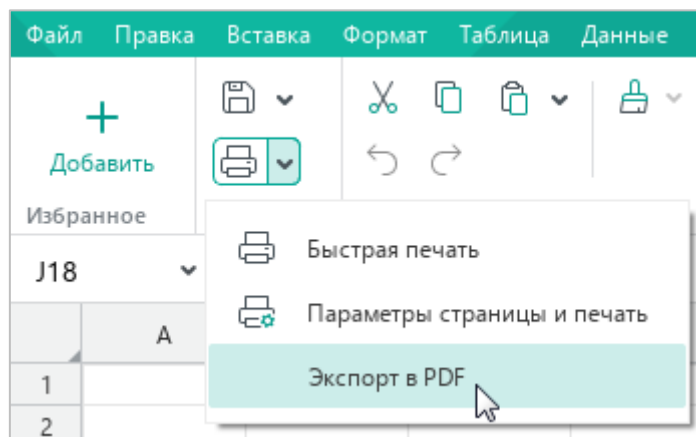 Файл Правка Вставка Формат Таблица Данные
Добавить
Избранное
Быстрая печать
J18
Параметры страницы и печать
A
Экспорт в PDF
1
2